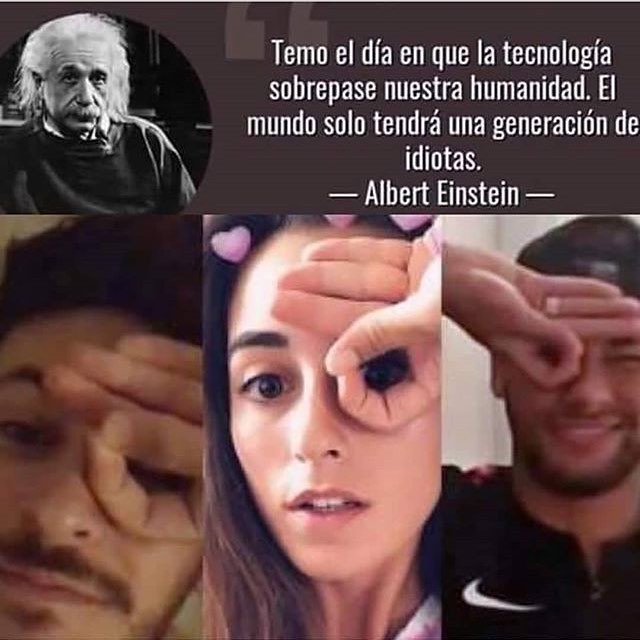 Temo el día en que la tecnología
sobrepase nuestra humanidad. El
mundo solo tendrá una generación de
idiotas.
— Albert Einstein —